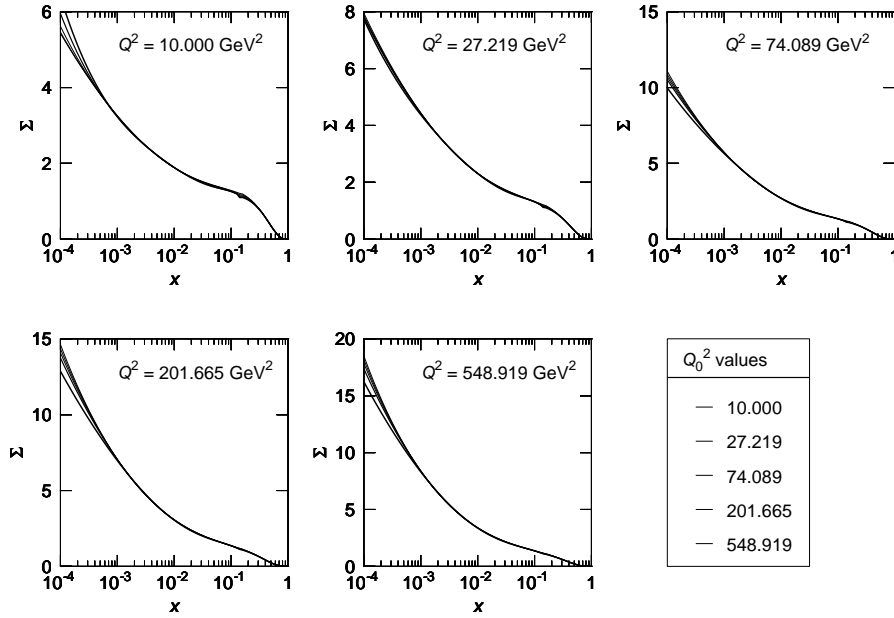 Q² = 10.000 GeV²
6
4
2
0
Σ
10⁻⁴ 10⁻³ 10⁻² 10⁻¹ 1
x
Q² = 27.219 GeV²
8
6
4
2
0
Σ
10⁻⁴ 10⁻³ 10⁻² 10⁻¹ 1
x
Q² = 74.089 GeV²
15
10
5
0
Σ
10⁻⁴ 10⁻³ 10⁻² 10⁻¹ 1
x
Q² = 201.665 GeV²
15
10
5
0
Σ
10⁻⁴ 10⁻³ 10⁻² 10⁻¹ 1
x
Q² = 548.919 GeV²
20
15
10
5
0
Σ
10⁻⁴ 10⁻³ 10⁻² 10⁻¹ 1
x
Q₀² values
10.000
27.219
74.089
201.665
548.919